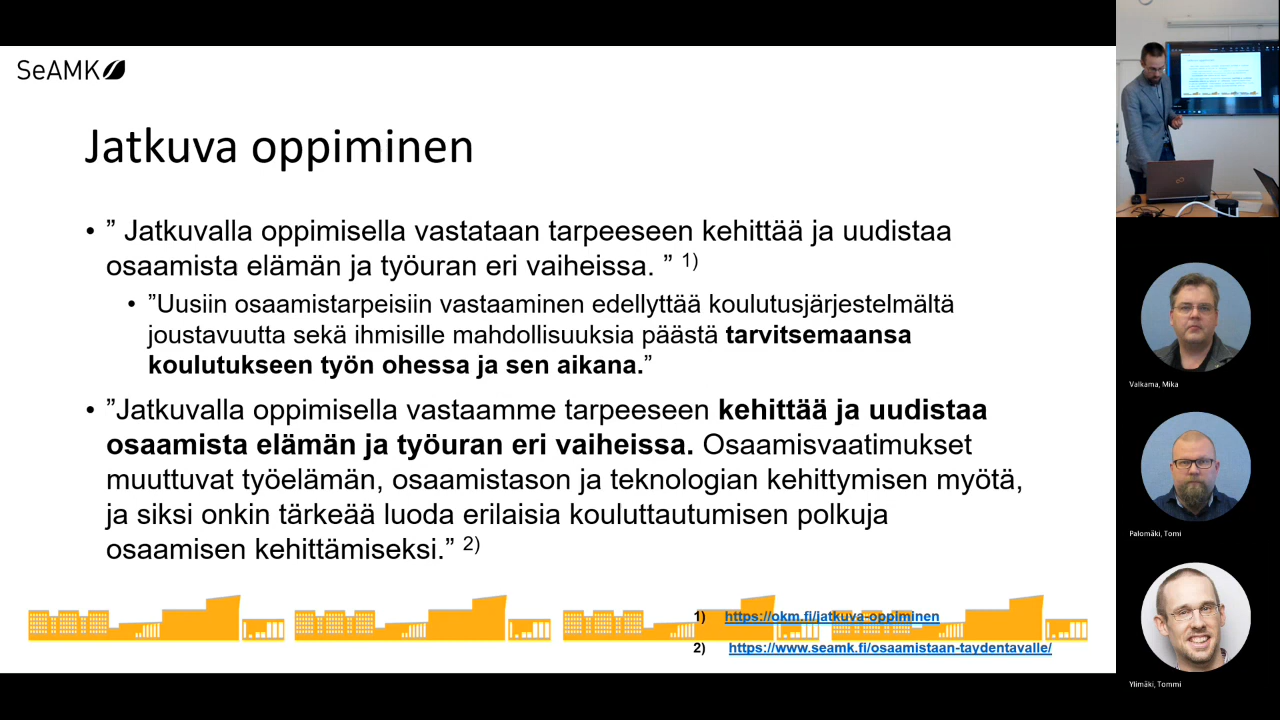 SeAMK
Jatkuva oppiminen
• ” Jatkuvalla oppimisella vastataan tarpeeseen kehittää ja uudistaa
osaamista elämän ja työuran eri vaiheissa. ” 1)
• ”Uusiin osaamistarpeisiin vastaaminen edellyttää koulutusjärjestelmältä
joustavuutta sekä ihmisille mahdollisuuksia päästä tarvitsemaansa
koulutukseen työn ohessa ja sen aikana.”
• ”Jatkuvalla oppimisella vastaamme tarpeeseen kehittää ja uudistaa
osaamista elämän ja työuran eri vaiheissa. Osaamisvaatimukset
muuttuvat työelämän, osaamistason ja teknologian kehittymisen myötä,
ja siksi onkin tärkeää luoda erilaisia kouluttautumisen polkuja
osaamisen kehittämiseksi.” 2)
1) https://okm.fi/jatkuva-oppiminen
2) https://www.seamk.fi/osaamistaan-taydentavalle/
Valkama, Mika
Palomäki, Tomi
Ylimäki, Tommi